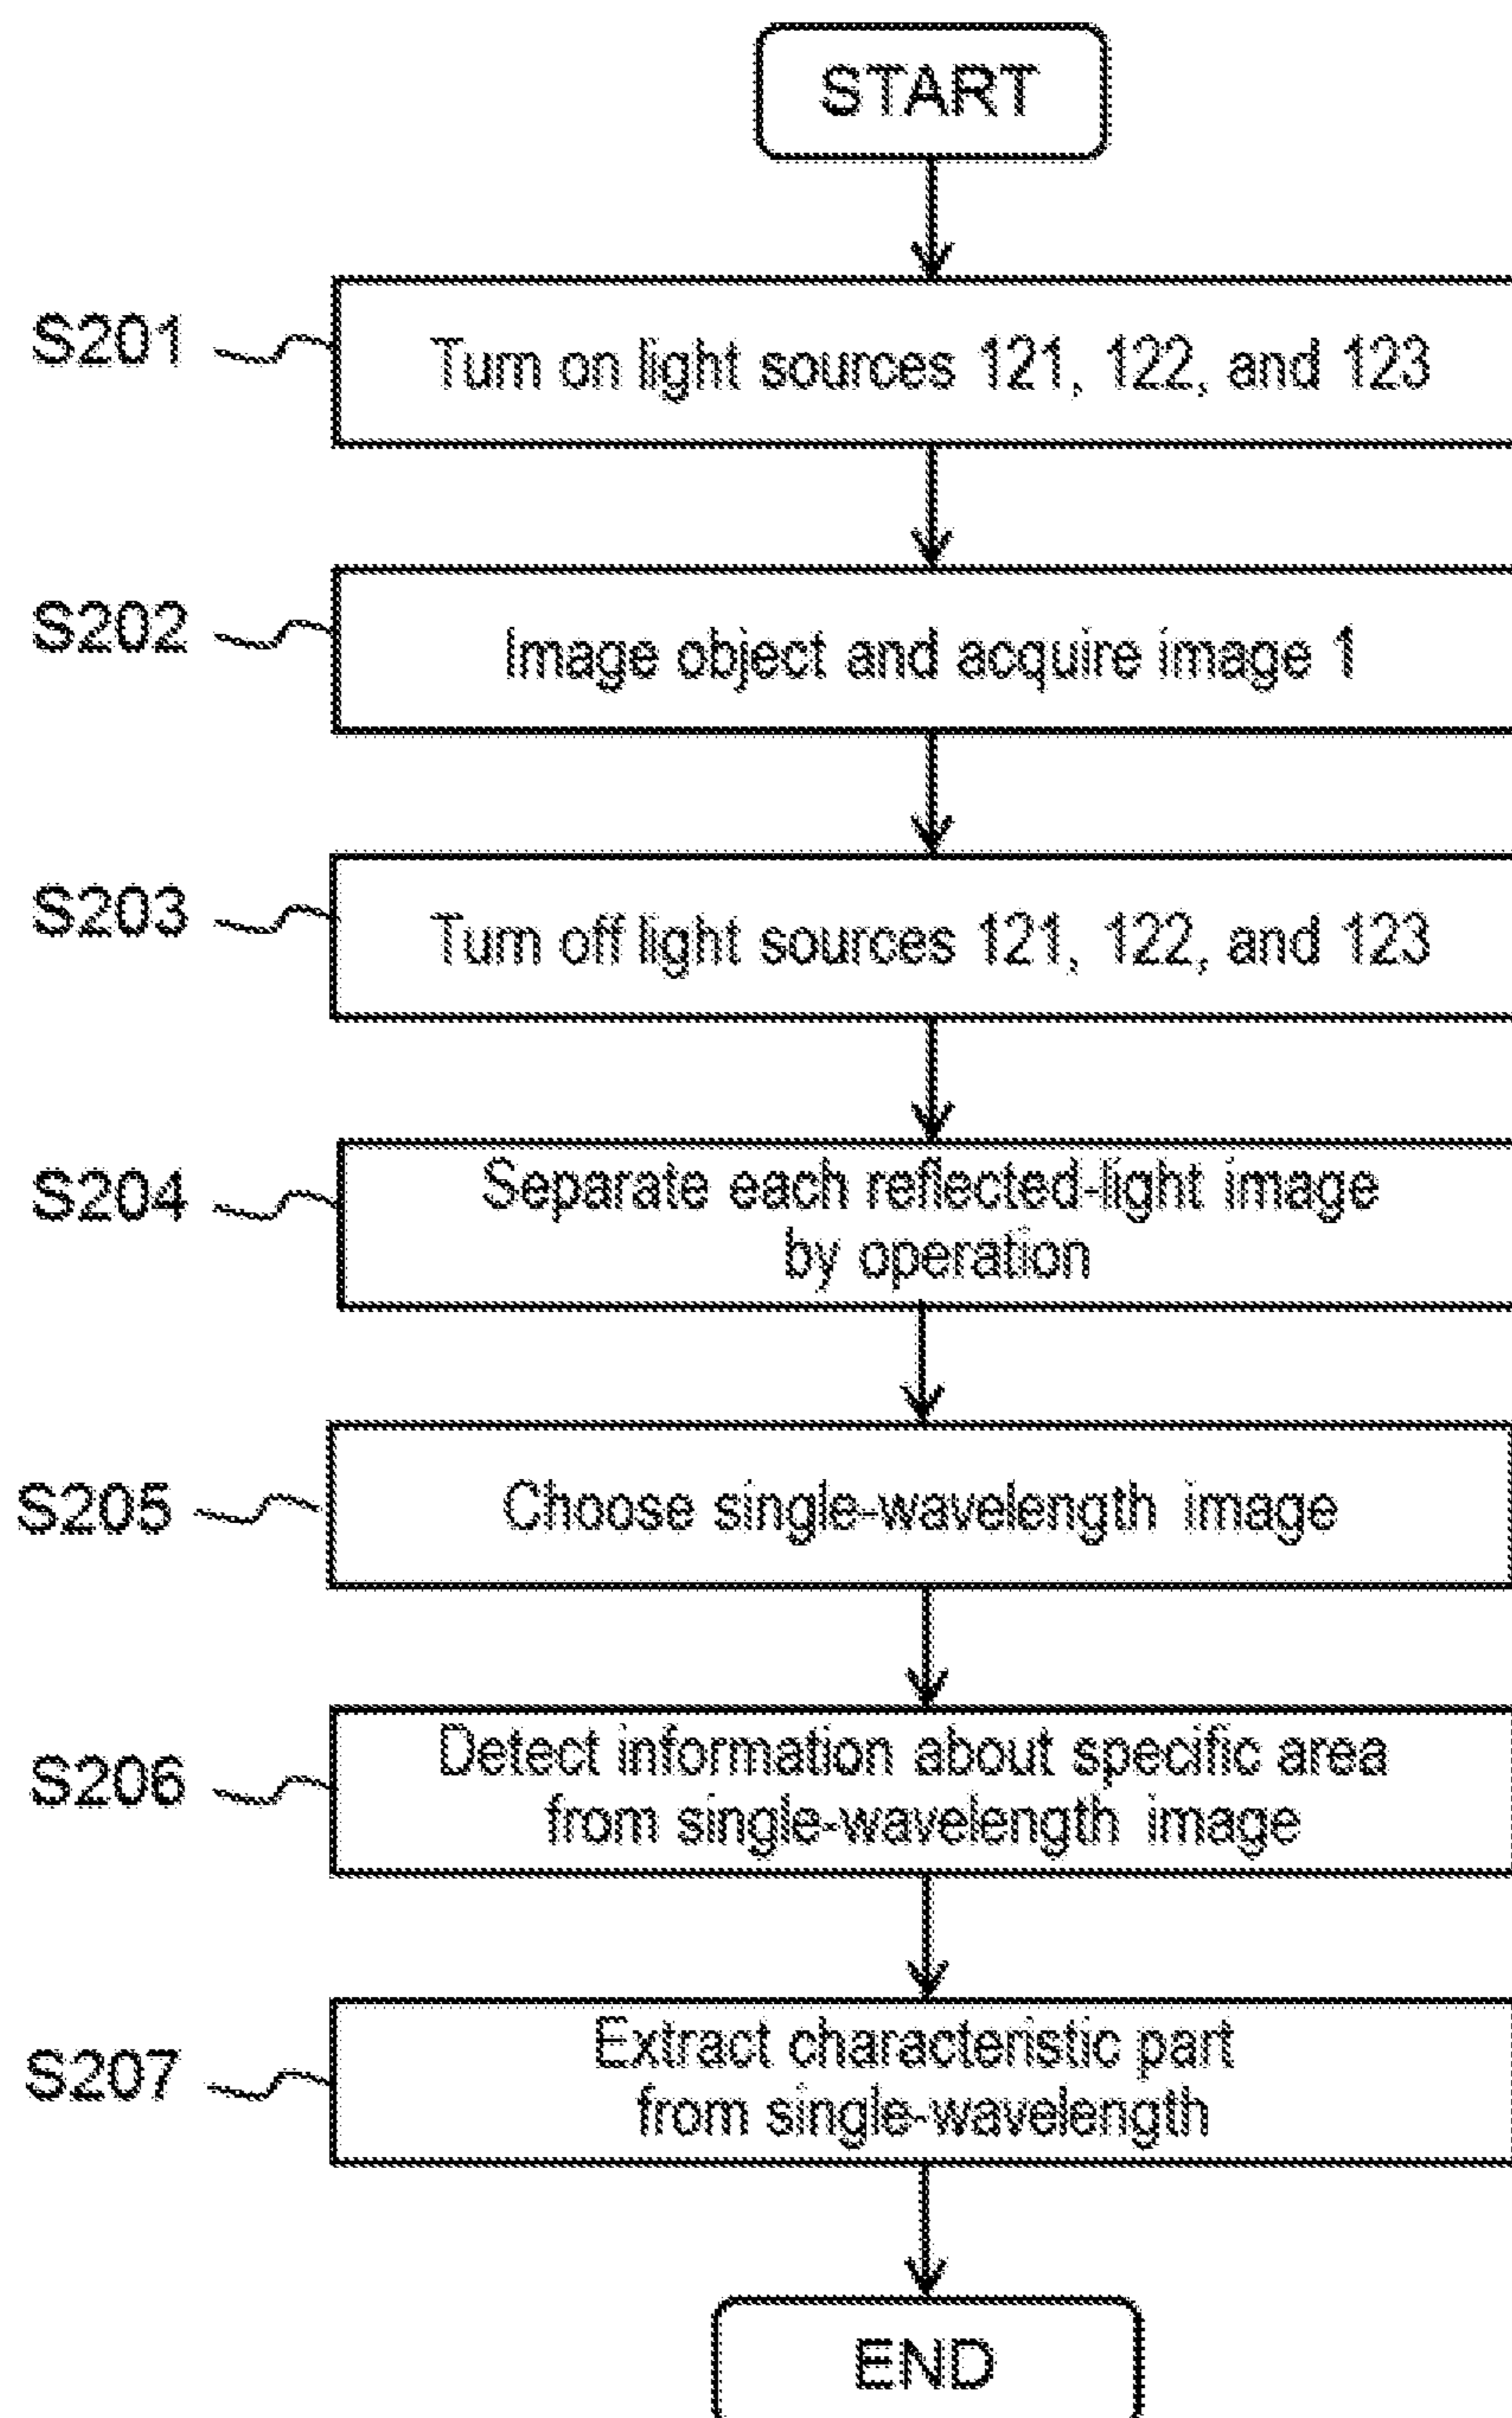 START
S201
Turn on light sources 121, 122, and 123
S202
Image object and acquire image 1
S203
Turn off light sources 121, 122, and 123
S204
Separate each reflected-light image
by operation
S205
Choose single-wavelength image
S206
Detect information about specific area
from single-wavelength image
S207
Extract characteristic part
from single-wavelength
END